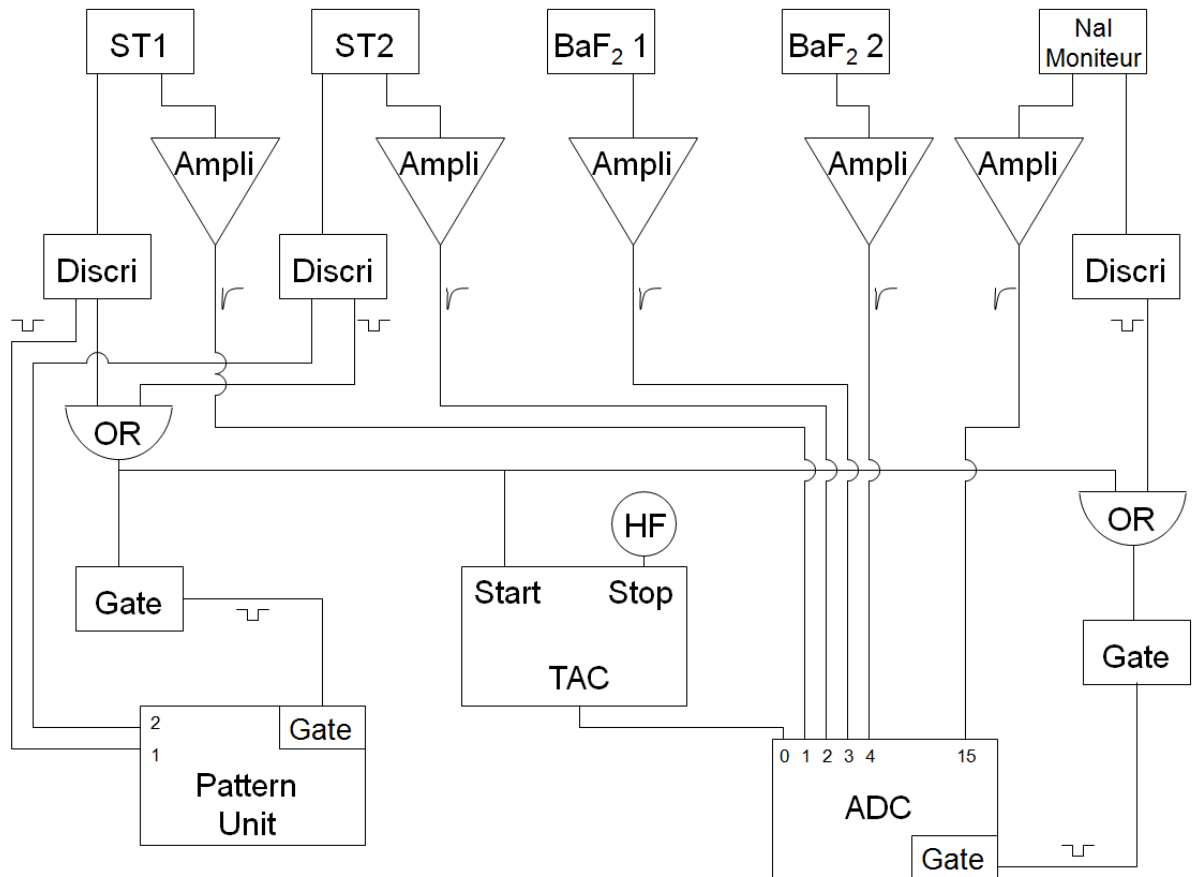 ST1
ST2
BaF₂ 1
BaF₂ 2
NaI
Moniteur
Ampli
Ampli
Ampli
Ampli
Ampli
Discri
Discri
Discri
OR
HF
OR
Start
Stop
Gate
TAC
Gate
2
Gate
1
Pattern
Unit
0
1
2
3
4
15
ADC
Gate